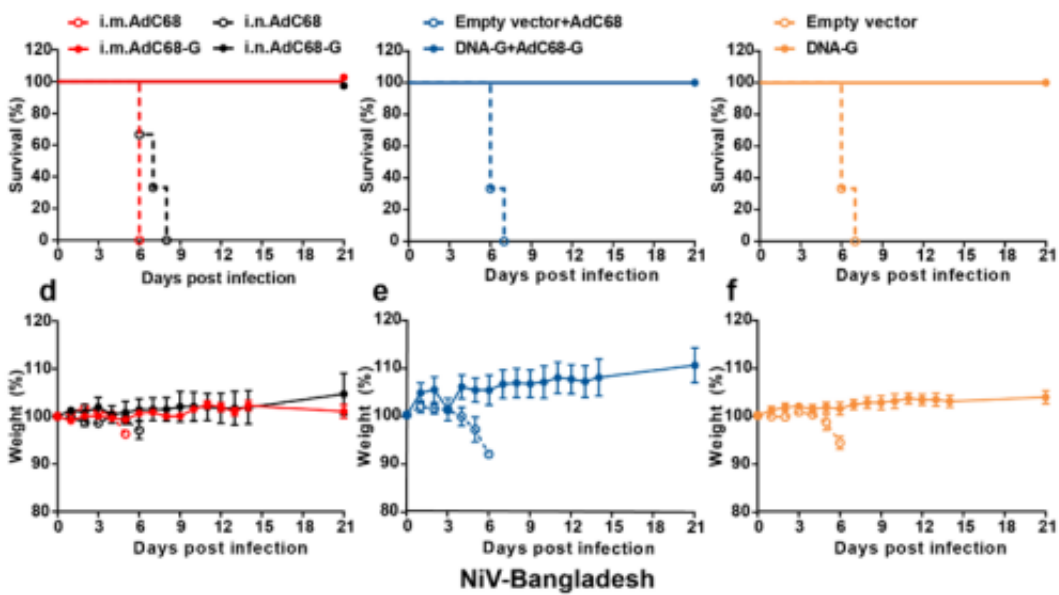 i.m.AdC68 i.n.AdC68
i.m.AdC68-G i.n.AdC68-G
Empty vector+AdC68
DNA-G+AdC68-G
Empty vector
DNA-G
120
100
80
60
40
20
0
Survival (%)
0 3 6 9 12 15 18 21
Days post infection
120
100
80
60
40
20
0
Survival (%)
0 3 6 9 12 15 18 21
Days post infection
120
100
80
60
40
20
0
Survival (%)
0 3 6 9 12 15 18 21
Days post infection
d
120
110
100
90
80
Weight (%)
0 3 6 9 12 15 18 21
Days post infection
e
120
110
100
90
80
Weight (%)
0 3 6 9 12 15 18 21
Days post infection
f
120
110
100
90
80
Weight (%)
0 3 6 9 12 15 18 21
Days post infection
NiV-Bangladesh